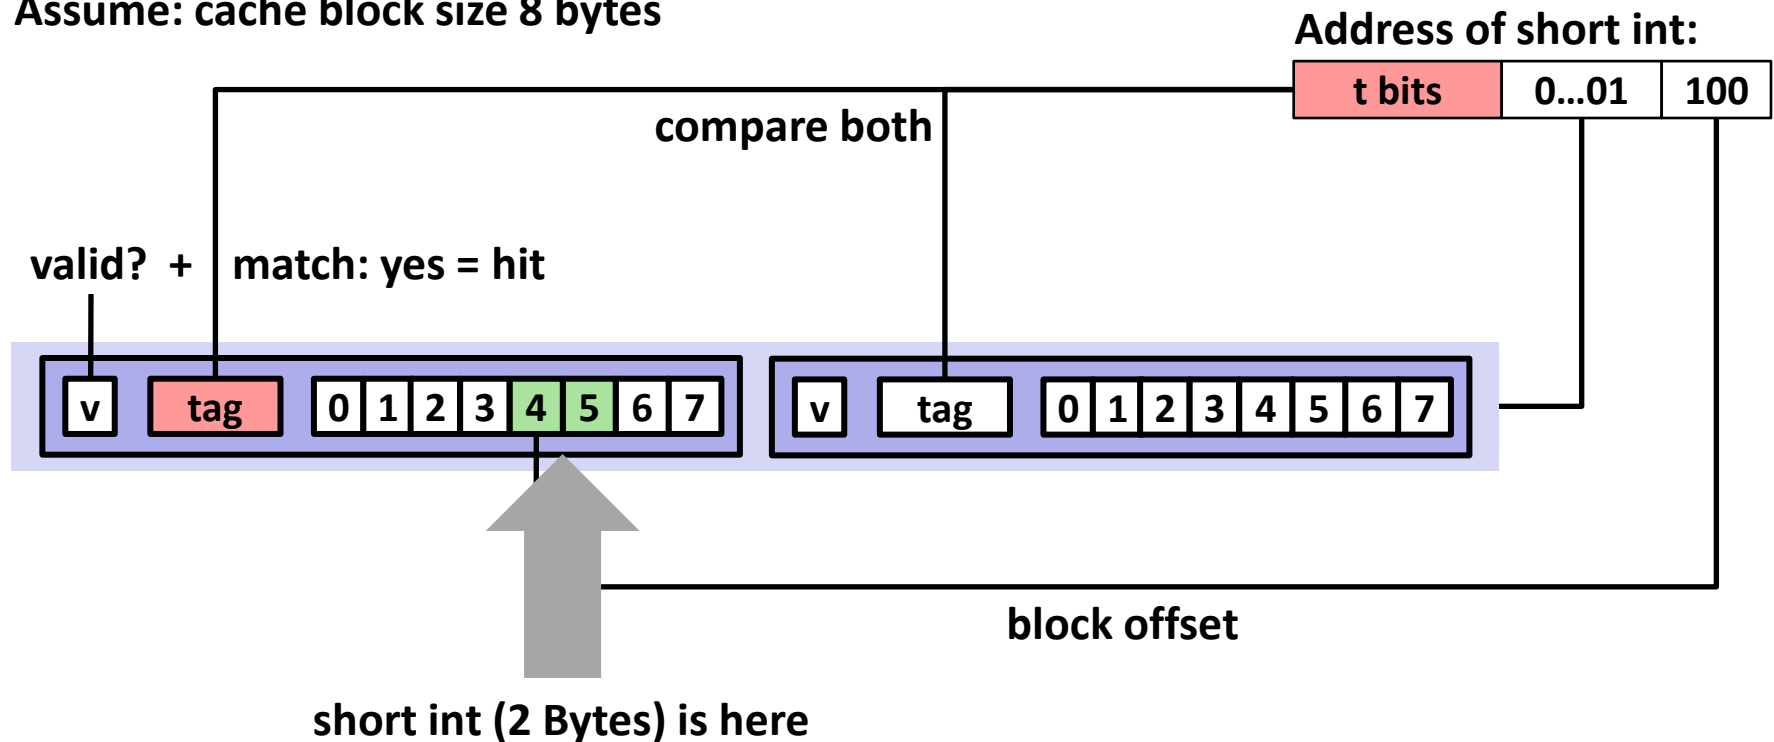 Assume: cache block size 8 bytes
Address of short int:
t bits 0...01 100
compare both
valid? + match: yes = hit
v tag 0 1 2 3 4 5 6 7 v tag 0 1 2 3 4 5 6 7
block offset
short int (2 Bytes) is here